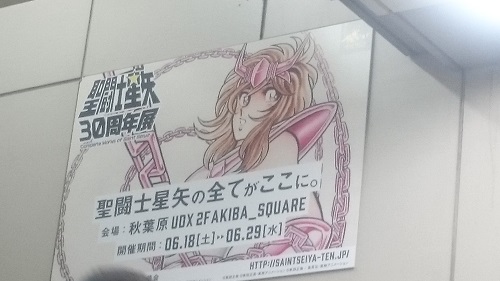 聖闘士星矢
30周年展
聖闘士星矢の全てがここに。
会場：秋葉原 UDX 2F AKIBA_SQUARE
開催期間：06.18[土]→06.29[水]
HTTP://SAINTSEIYA-TEN.JP/